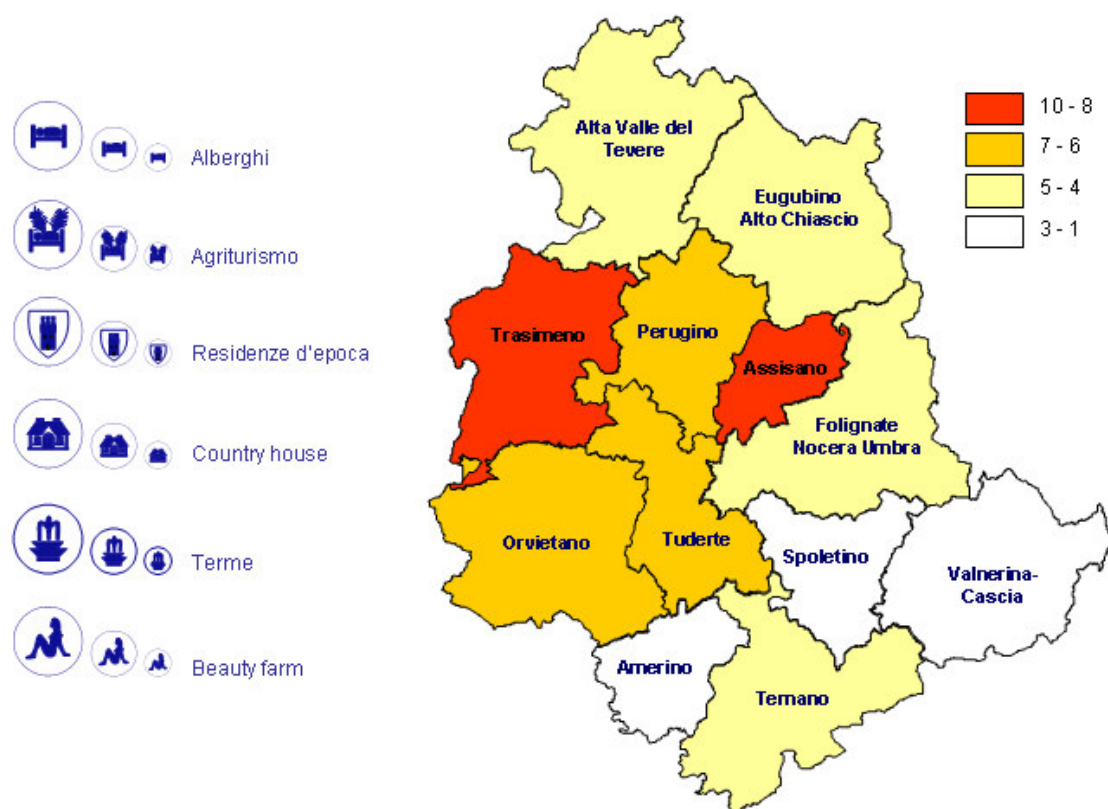 Alberghi
Agriturismo
Residenze d'epoca
Country house
Terme
Beauty farm
Alta Valle del
Tevere
Eugubino
Alto Chiascio
Trasimeno
Perugino
Assisano
Folignate
Nocera Umbra
Orvietano
Tuderte
Spoletino
Valnerina-
Cascia
Amerino
Ternano
10 - 8
7 - 6
5 - 4
3 - 1